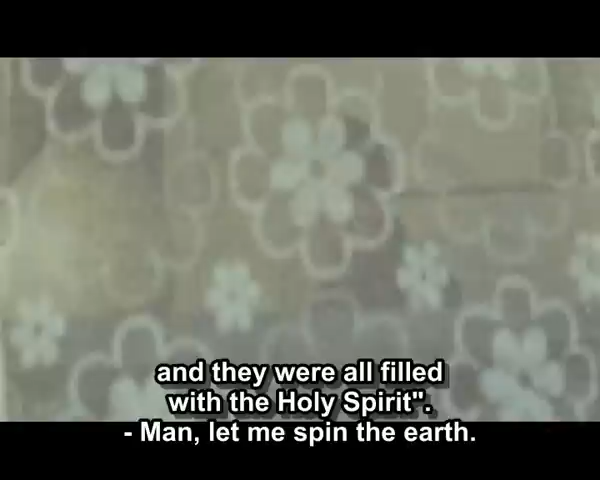 and they were all filled
with the Holy Spirit".
- Man, let me spin the earth.